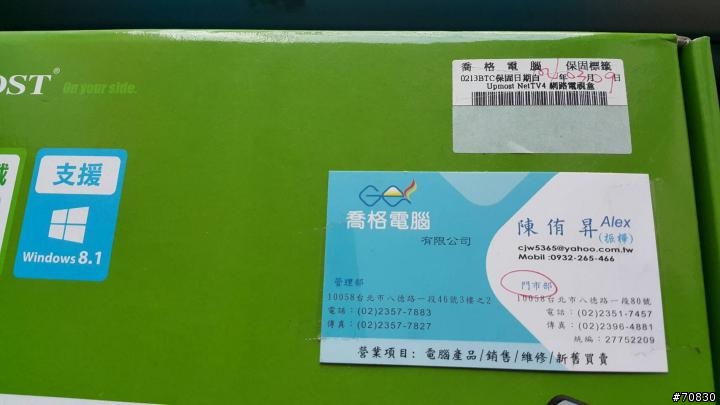 OST®
On your side.
支援
Windows 8.1
喬格電腦 保固標籤
0213BTC保固日期自 年 月 日
Upmost NetTV4 網路電視盒
喬格電腦
有限公司
陳侑昇 Alex
(振樺)
cjw5365@yahoo.com.tw
Mobil :0932-265-466
管理部
10058台北市八德路一段46號3樓之2
電話:(02)2357-7883
傳真:(02)2357-7827
門市部
10058台北市八德路一段80號
電話:(02)2351-7457
傳真:(02)2396-4881
統編:27752209
營業項目: 電腦產品/銷售/維修/新舊買賣
#70830